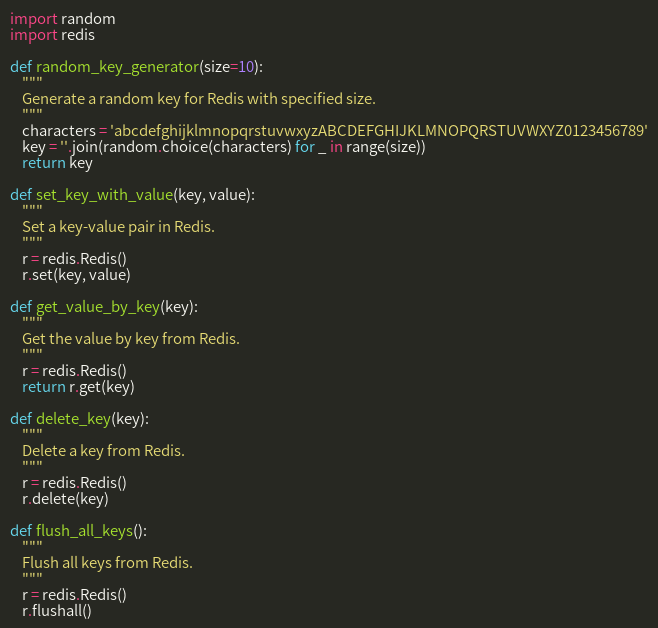 import random
import redis

def random_key_generator(size=10):
    """
    Generate a random key for Redis with specified size.
    """
    characters = 'abcdefghijklmnopqrstuvwxyzABCDEFGHIJKLMNOPQRSTUVWXYZ0123456789'
    key = ''.join(random.choice(characters) for _ in range(size))
    return key

def set_key_with_value(key, value):
    """
    Set a key-value pair in Redis.
    """
    r = redis.Redis()
    r.set(key, value)

def get_value_by_key(key):
    """
    Get the value by key from Redis.
    """
    r = redis.Redis()
    return r.get(key)

def delete_key(key):
    """
    Delete a key from Redis.
    """
    r = redis.Redis()
    r.delete(key)

def flush_all_keys():
    """
    Flush all keys from Redis.
    """
    r = redis.Redis()
    r.flushall()